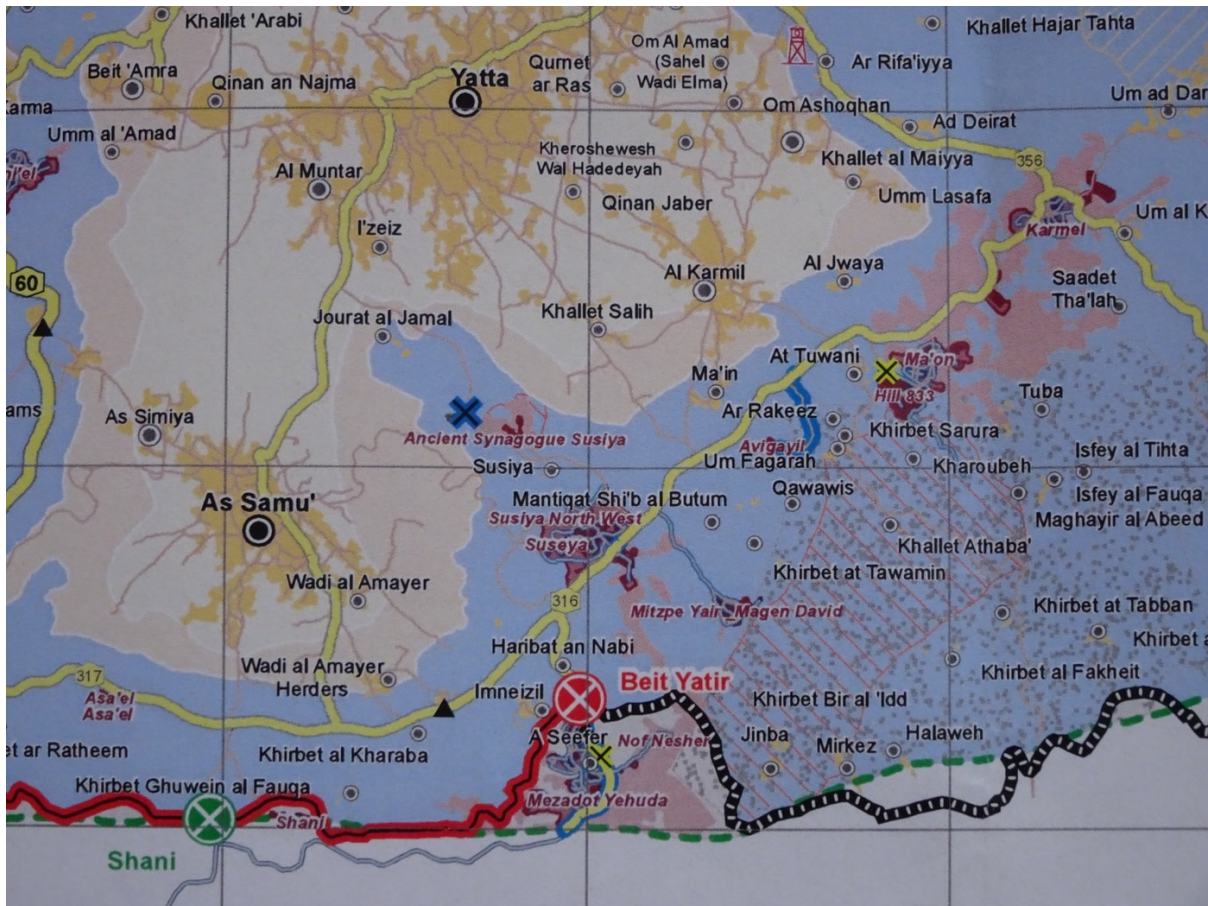 Khallet 'Arabi
Khallet Hajar Tahta
Om Al Amad
(Sahel
Wadi Elma)
Qurnet
ar Ras
Ar Rifa'iyya
Beit 'Amra
Qinan an Najma
Yatta
Um ad Dar
Karma
Om Ashoqhan
Ad Deirat
Umm al 'Amad
Kheroshewesh
Wal Hadedeyah
Khallet al Maiyya
356
Al Muntar
Qinan Jaber
Umm Lasafa
Um al K
Karmel
I'zeiz
60
Al Karmil
Al Jwaya
Saadet
Tha'lah
Jourat al Jamal
Khallet Salih
At Tuwani
Ma'on
Ma'in
Hill 833
Tuba
ams
As Simiya
Ar Rakeez
Ancient Synagogue Susiya
Khirbet Sarura
Avigayil
Um Fagarah
Isfey al Tihta
Susiya
Kharoubeh
Qawawis
Isfey al Fauqa
As Samu'
Mantiqat Shi'b al Butum
Susiya North West
Maghayir al Abeed
Suseya
Khallet Athaba'
Wadi al Amayer
Khirbet at Tawamin
316
Mitzpe Yair
Magen David
Khirbet at Tabban
Haribat an Nabi
Khirbet a
Wadi al Amayer
Herders
317
Khirbet al Fakheit
Asa'el
Asa'el
Imneizil
Beit Yatir
Khirbet Bir al 'Idd
et ar Ratheem
Khirbet al Kharaba
A Seefer
Nof Nesher
Jinba
Mirkez
Halaweh
Khirbet Ghuwein al Fauqa
Mezadot Yehuda
Shani
Shani